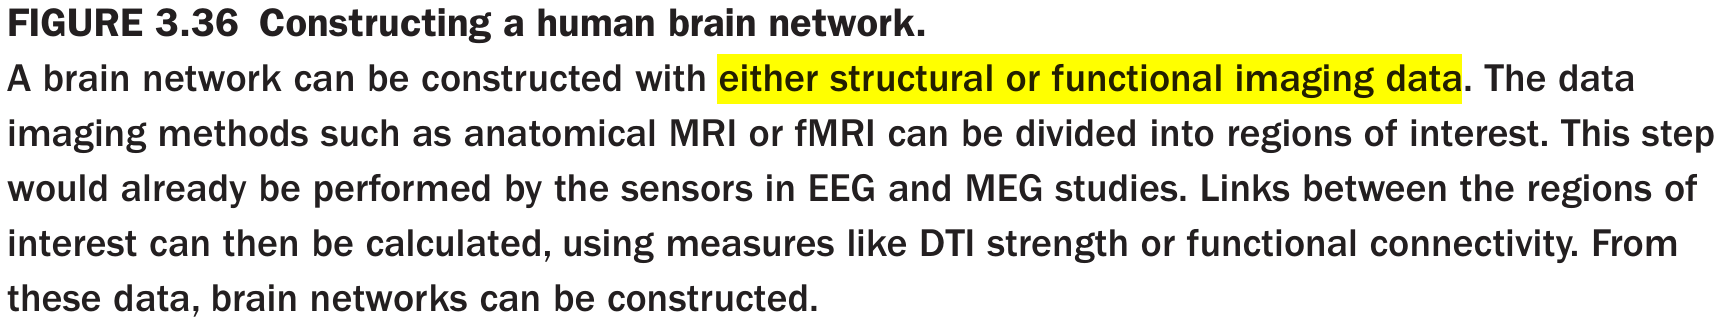 FIGURE 3.36 Constructing a human brain network.
A brain network can be constructed with either structural or functional imaging data. The data
imaging methods such as anatomical MRI or fMRI can be divided into regions of interest. This step
would already be performed by the sensors in EEG and MEG studies. Links between the regions of
interest can then be calculated, using measures like DTI strength or functional connectivity. From
these data, brain networks can be constructed.